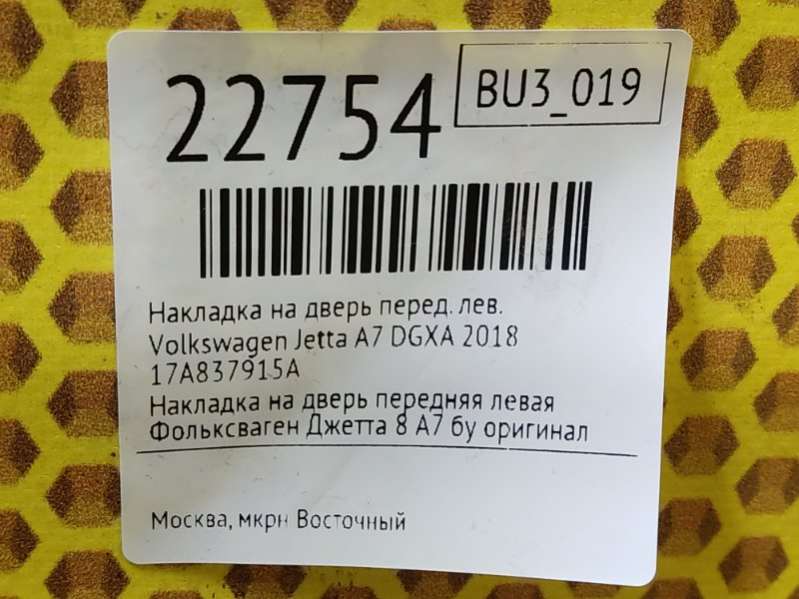 22754
BU3_019
Накладка на дверь перед. лев.
Volkswagen Jetta A7 DGXA 2018
17A837915A
Накладка на дверь передняя левая
Фольксваген Джетта 8 А7 бу оригинал
Москва, мкрн Восточный